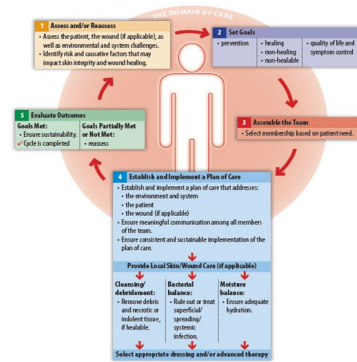 THE DOMAIN OF CARE
1 Assess and/or Reassess
• Assess the patient, the wound (if applicable), as
well as environmental and system challenges.
• Identify risk and causative factors that may
impact skin integrity and wound healing.
2 Set Goals
• prevention
• healing
• non-healing
• non-healable
• quality of life and
symptom control
3 Assemble the Team
• Select membership based on patient need.
4 Establish and Implement a Plan of Care
• Establish and implement a plan of care that addresses:
• the environment and system
• the patient
• the wound (if applicable)
• Ensure meaningful communication among all members
of the team.
• Ensure consistent and sustainable implementation of the
plan of care.
Provide Local Skin/Wound Care (if applicable)
Cleansing/
debridement:
• Remove debris
and necrotic or
indolent tissue,
if healable.
Bacterial
balance:
• Rule out or treat
superficial/
spreading/
systemic
infection.
Moisture
balance:
• Ensure adequate
hydration.
Select appropriate dressing and/or advanced therapy
5 Evaluate Outcomes
Goals Met:
• Ensure sustainability.
✓ Cycle is completed
Goals Partially Met
or Not Met:
• reassess